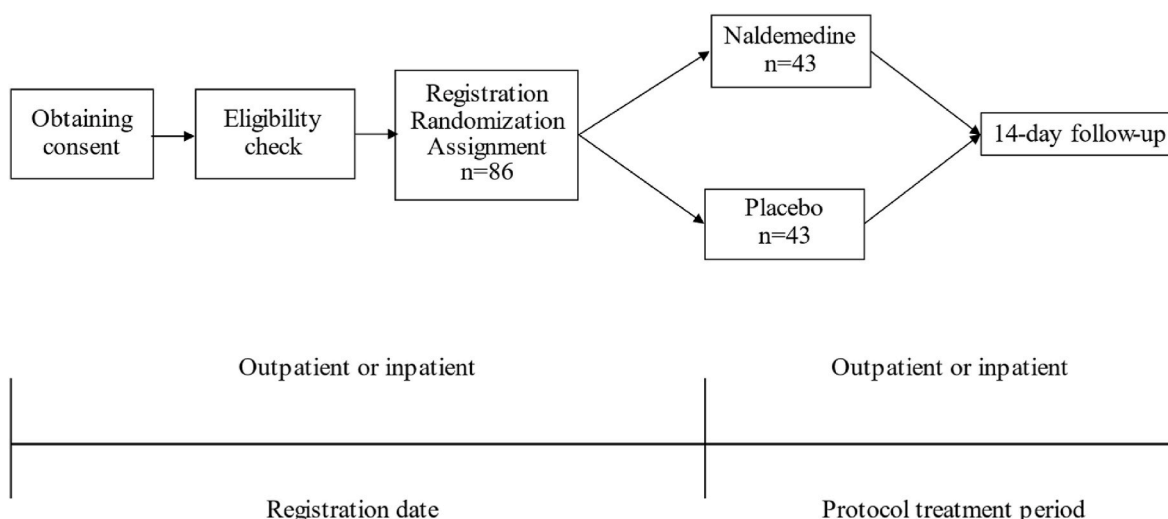 Obtaining
consent
Eligibility
check
Registration
Randomization
Assignment
n=86
Naldemedine
n=43
Placebo
n=43
14-day follow-up
Outpatient or inpatient
Outpatient or inpatient
Registration date
Protocol treatment period